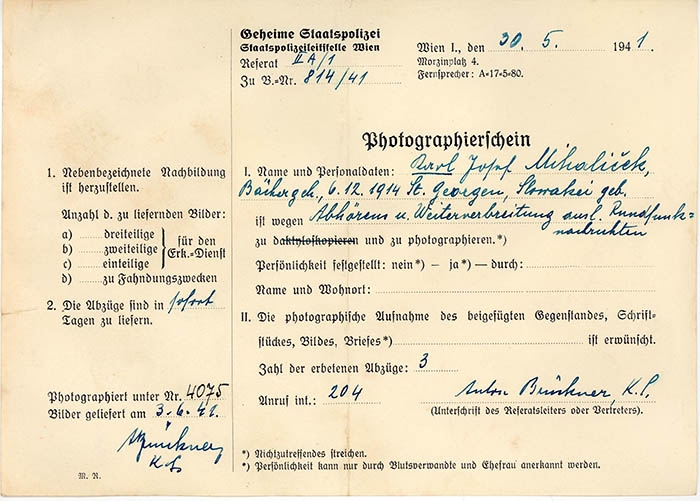 Geheime Staatspolizei
Staatspolizeileitstelle Wien
Referat II A/1
Zu B.=Nr. 814/41
Wien I., den 30. 5. 1941.
Morzinplatz 4.
Fernsprecher: A=17=5=80.
Photographierschein
1. Nebenbezeichnete Nachbildung
ist herzustellen.
Anzahl d. zu liefernden Bilder:
a) dreiteilige
b) zweiteilige
c) einteilige
für den
Erk.=Dienst
d) zu Fahndungszwecken
2. Die Abzüge sind in sofort
Tagen zu liefern.
Photographiert unter Nr. 4075
Bilder geliefert am 3.6.41.
Brückner
K.S.
M. N.
I. Name und Personaldaten: Karl Josef Mihalicek,
Bäckergeh., 6.12.1914 St. Georgen, Slowakei geb.
ist wegen Abhörens u. Weiterverbreitung ausl. Rundfunk=
nachrichten
zu daktyloskopieren und zu photographieren.*)
Persönlichkeit festgestellt: nein*) – ja*) – durch:
Name und Wohnort:
II. Die photographische Aufnahme des beigefügten Gegenstandes, Schrift-
stückes, Bildes, Briefes*) ist erwünscht.
Zahl der erbetenen Abzüge: 3
Anruf int.: 204
Anton Brückner, K.S.
(Unterschrift des Referatsleiters oder Vertreters).
*) Nichtzutreffendes streichen.
*) Persönlichkeit kann nur durch Blutsverwandte und Ehefrau anerkannt werden.